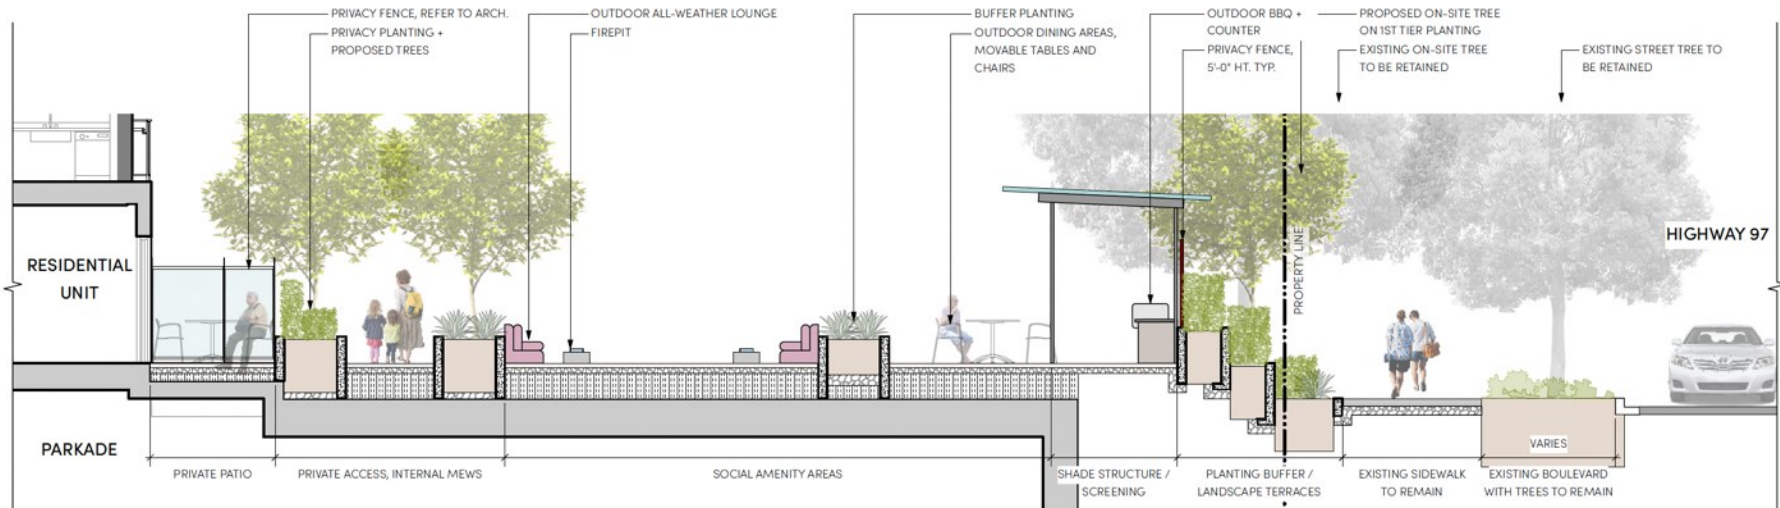 PRIVACY FENCE, REFER TO ARCH.
PRIVACY PLANTING +
PROPOSED TREES
OUTDOOR ALL-WEATHER LOUNGE
FIREPIT
BUFFER PLANTING
OUTDOOR DINING AREAS,
MOVABLE TABLES AND
CHAIRS
OUTDOOR BBQ +
COUNTER
PRIVACY FENCE,
5'-0" HT. TYP.
PROPOSED ON-SITE TREE
ON 1ST TIER PLANTING
EXISTING ON-SITE TREE
TO BE RETAINED
EXISTING STREET TREE TO
BE RETAINED
RESIDENTIAL
UNIT
PROPERTY LINE
HIGHWAY 97
PARKADE
VARIES
PRIVATE PATIO
PRIVATE ACCESS, INTERNAL MEWS
SOCIAL AMENITY AREAS
SHADE STRUCTURE /
SCREENING
PLANTING BUFFER /
LANDSCAPE TERRACES
EXISTING SIDEWALK
TO REMAIN
EXISTING BOULEVARD
WITH TREES TO REMAIN